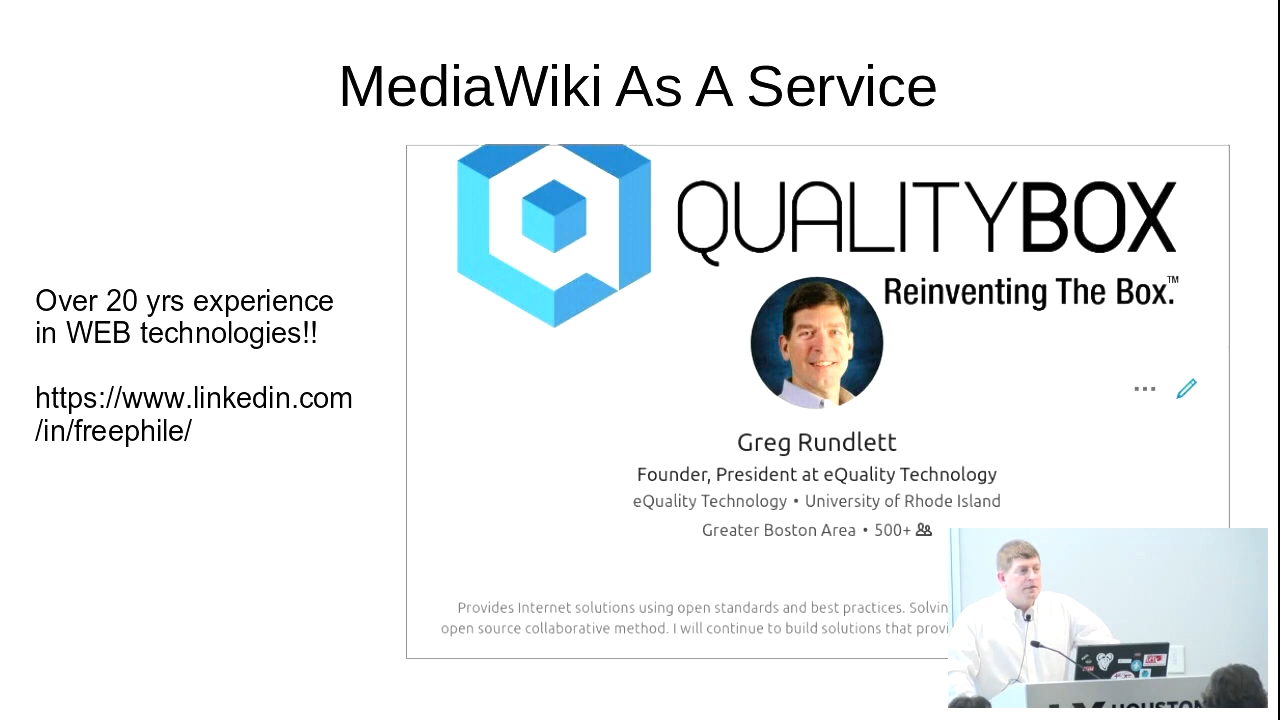 MediaWiki As A Service
Over 20 yrs experience
in WEB technologies!!
https://www.linkedin.com
/in/freephile/
QUALITYBOX
Reinventing The Box.™
Greg Rundlett
Founder, President at eQuality Technology
eQuality Technology • University of Rhode Island
Greater Boston Area • 500+
Provides Internet solutions using open standards and best practices. Solvin
open source collaborative method. I will continue to build solutions that provi
HOUSTON